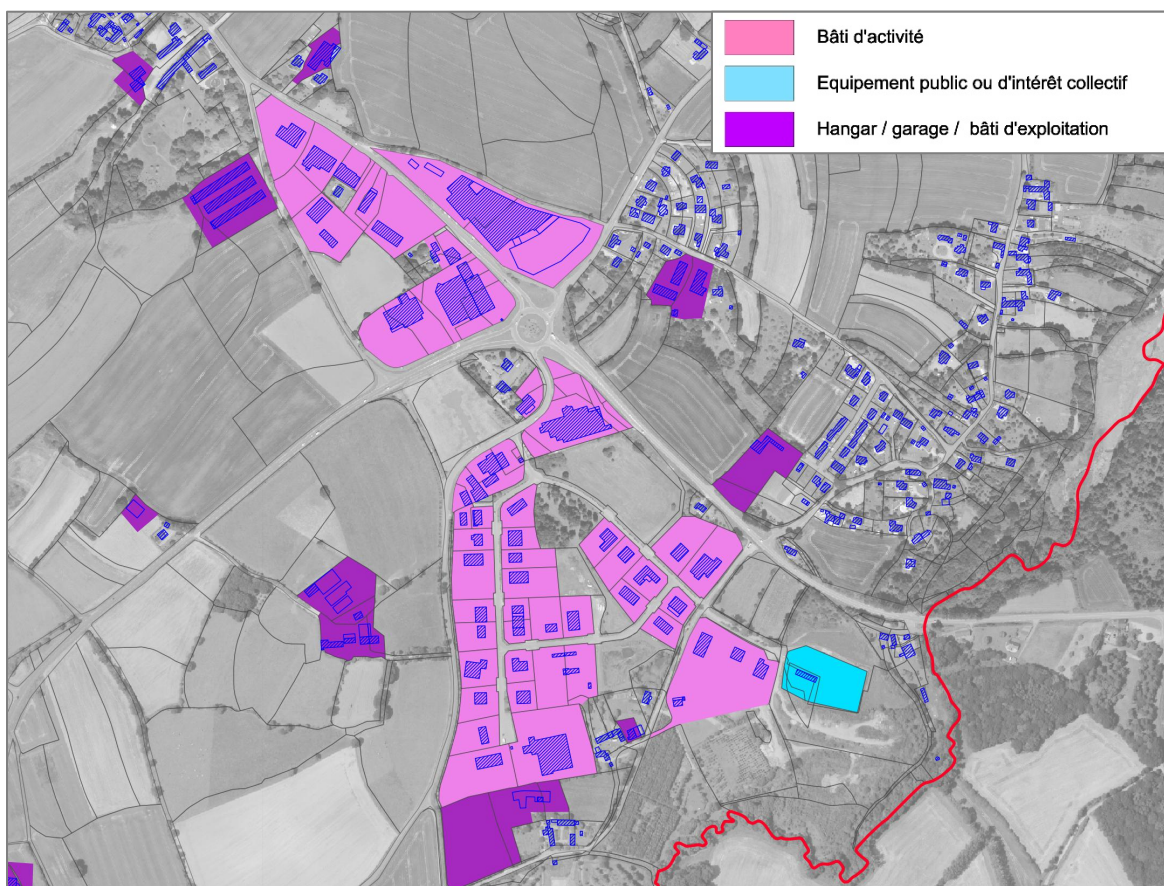 Bâti d'activité
Equipement public ou d'intérêt collectif
Hangar / garage / bâti d'exploitation